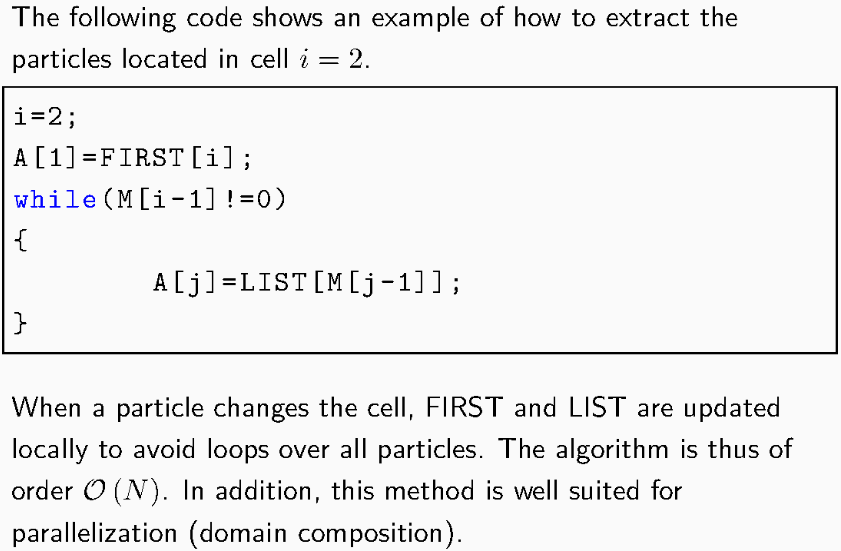 The following code shows an example of how to extract the
particles located in cell i = 2.
i=2;
A[1]=FIRST[i];
while(M[i-1]!=0)
{
A[j]=LIST[M[j-1]];
}
When a particle changes the cell, FIRST and LIST are updated
locally to avoid loops over all particles. The algorithm is thus of
order O (N). In addition, this method is well suited for
parallelization (domain composition).